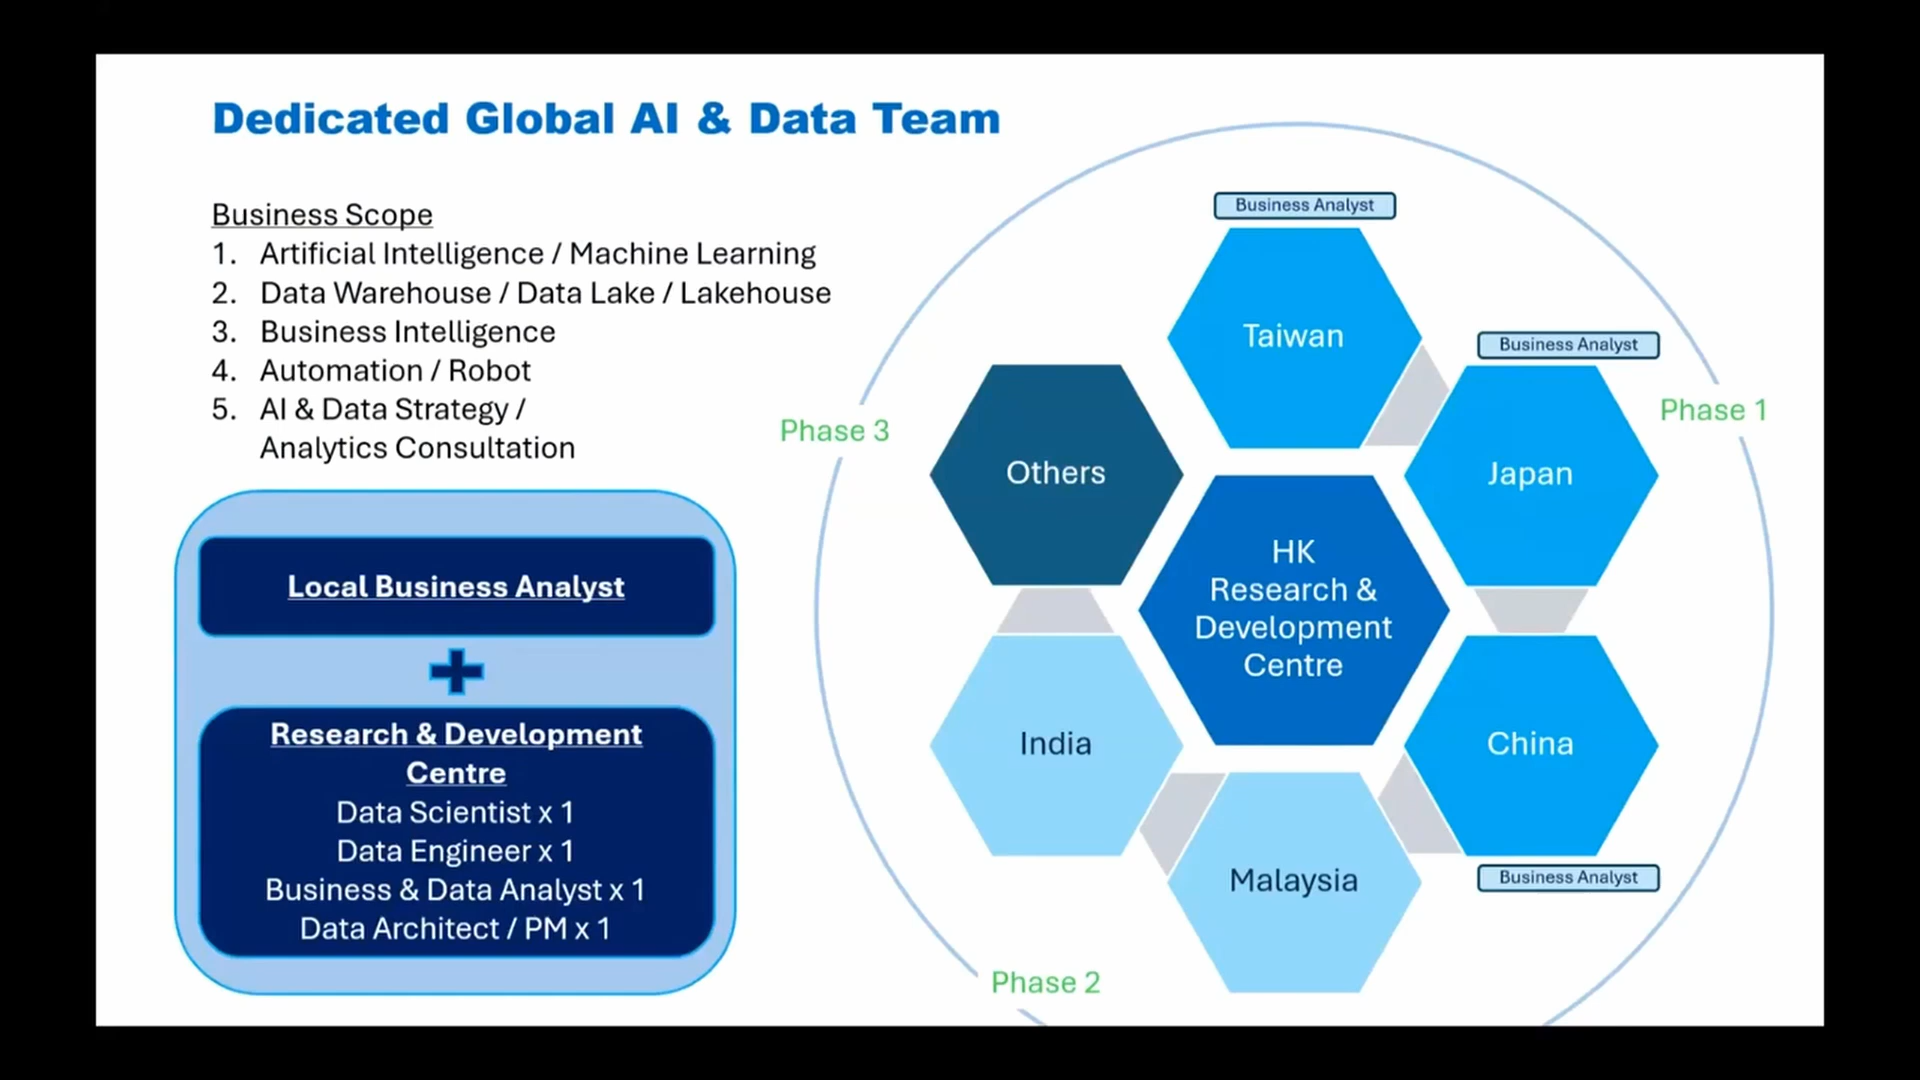 Dedicated Global AI & Data Team
Business Scope
1. Artificial Intelligence / Machine Learning
2. Data Warehouse / Data Lake / Lakehouse
3. Business Intelligence
4. Automation / Robot
5. AI & Data Strategy /
Analytics Consultation
Local Business Analyst
Research & Development
Centre
Data Scientist x 1
Data Engineer x 1
Business & Data Analyst x 1
Data Architect / PM x 1
Business Analyst
Taiwan
Business Analyst
Japan
Phase 1
Phase 3
Others
HK
Research &
Development
Centre
India
China
Business Analyst
Malaysia
Phase 2